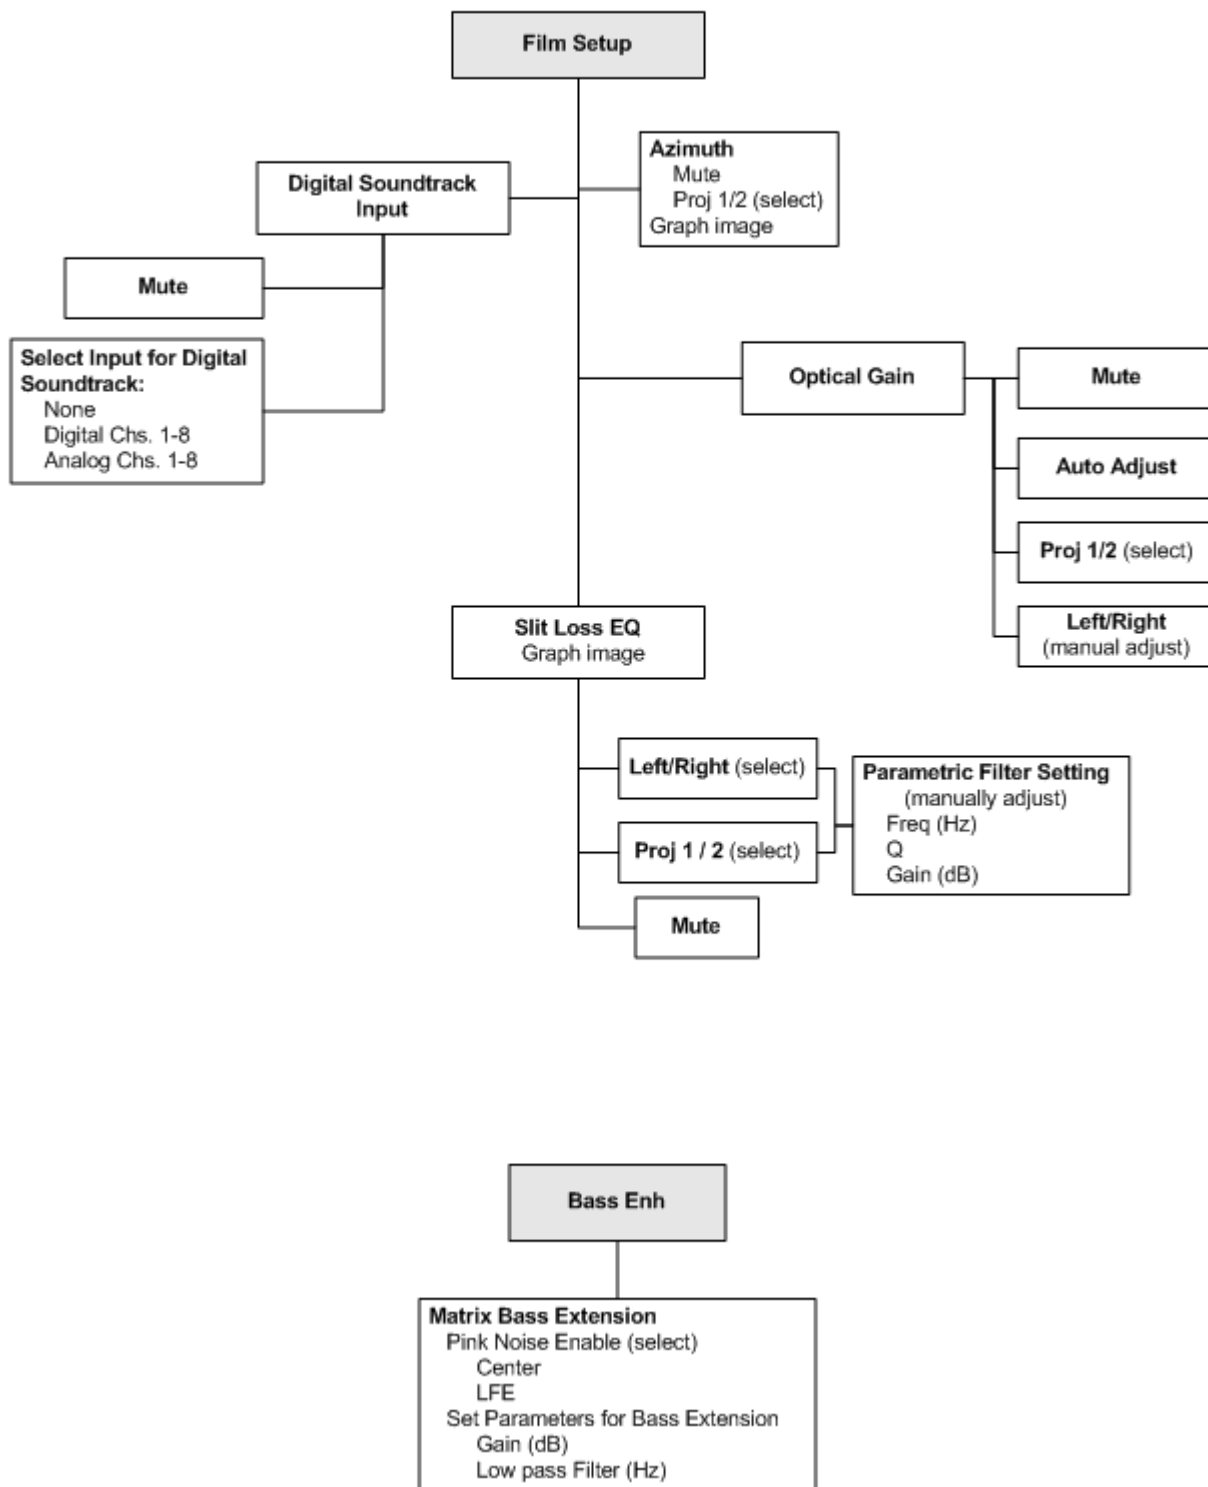 Film Setup
Azimuth
Mute
Proj 1/2 (select)
Graph image
Digital Soundtrack
Input
Mute
Select Input for Digital
Soundtrack:
None
Digital Chs. 1-8
Analog Chs. 1-8
Optical Gain
Mute
Auto Adjust
Proj 1/2 (select)
Left/Right
(manual adjust)
Slit Loss EQ
Graph image
Left/Right (select)
Proj 1 / 2 (select)
Mute
Parametric Filter Setting
(manually adjust)
Freq (Hz)
Q
Gain (dB)
Bass Enh
Matrix Bass Extension
Pink Noise Enable (select)
Center
LFE
Set Parameters for Bass Extension
Gain (dB)
Low pass Filter (Hz)